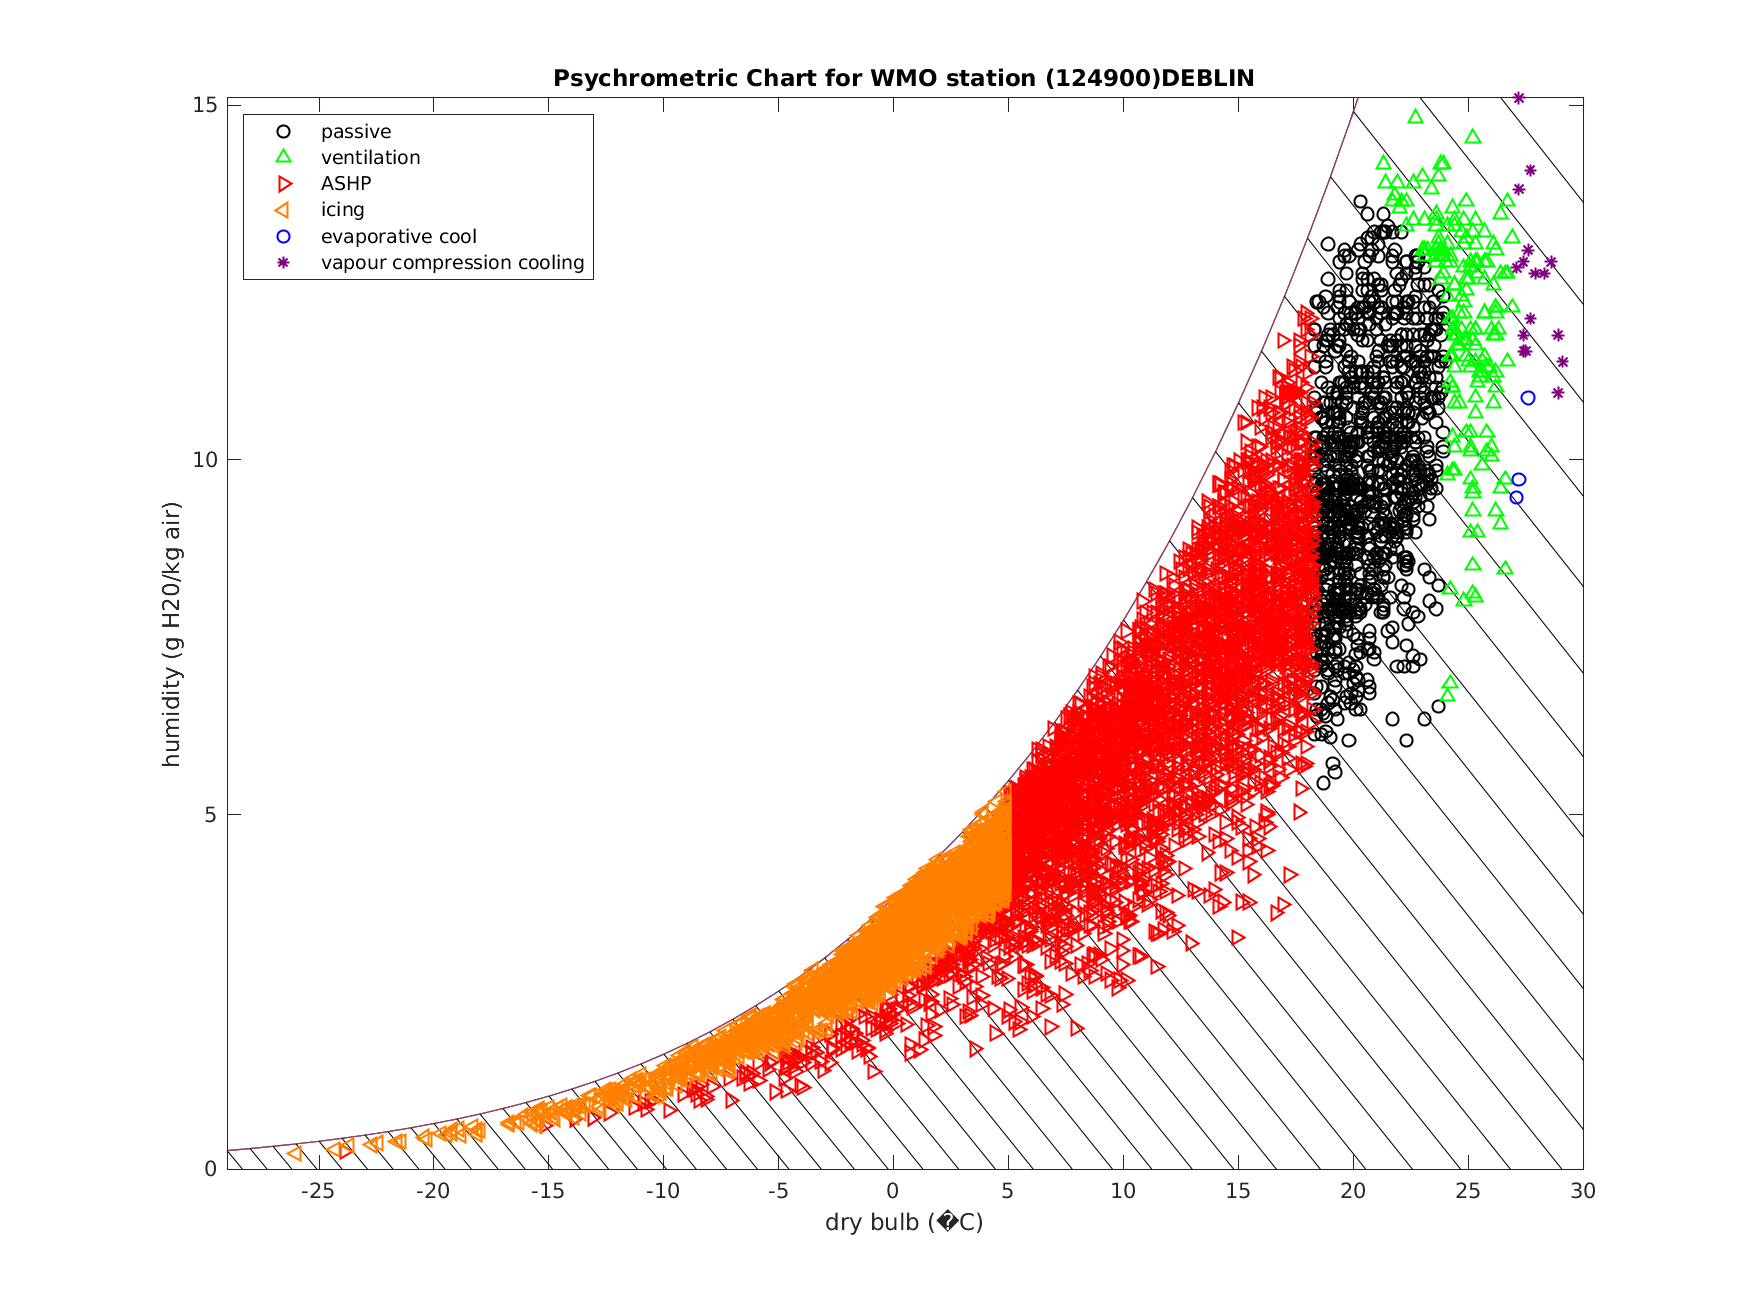 Psychrometric Chart for WMO station (124900)DEBLIN
passive
ventilation
ASHP
icing
evaporative cool
vapour compression cooling
humidity (g H20/kg air)
15
10
5
0
-25 -20 -15 -10 -5 0 5 10 15 20 25 30
dry bulb (�C)